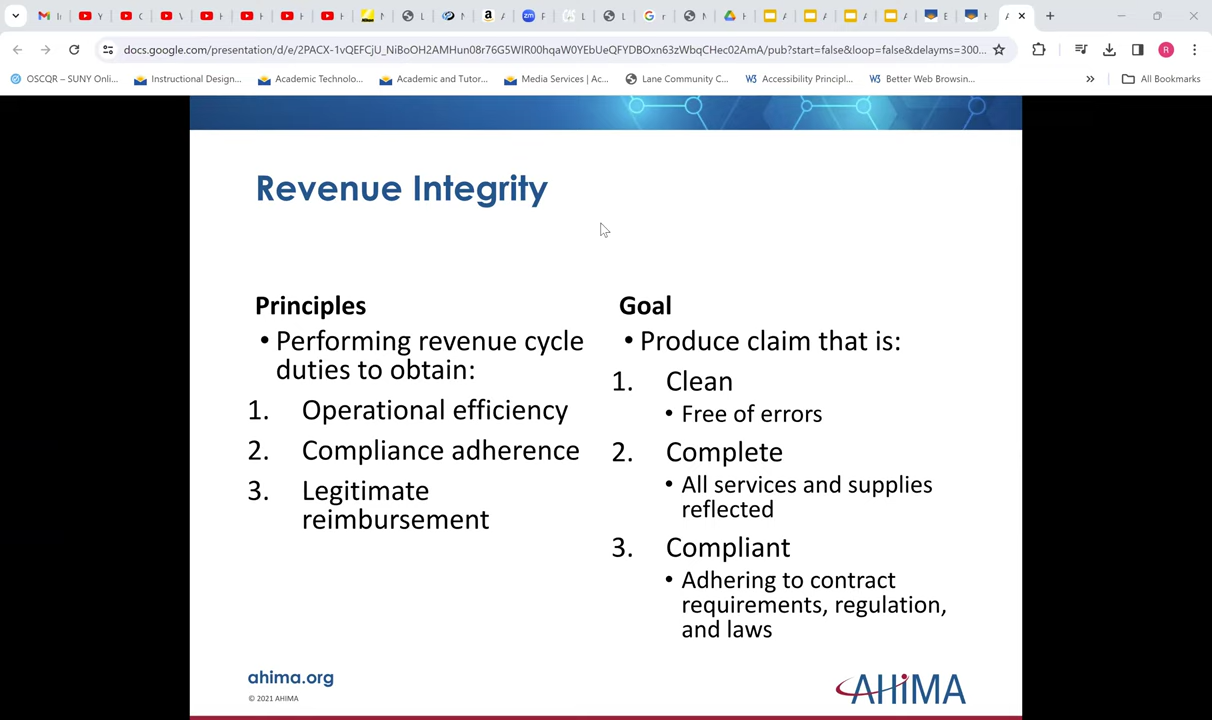 I
Y
C
V
H
H
H
H
N
L
N
A
zm
F
L
L
G r
N
H
A
A
A
A
E
H
A
docs.google.com/presentation/d/e/2PACX-1vQEFCjU_NiBoOH2AMHun08r76G5WIR00hqaW0YEbUeQFYDBOxn63zWbqCHec02AmA/pub?start=false&loop=false&delayms=300...
R
OSCQR – SUNY Onli...
Instructional Design...
Academic Technolo...
Academic and Tutor...
Media Services | Ac...
Lane Community C...
Accessibility Principl...
Better Web Browsin...
All Bookmarks
Revenue Integrity
Principles
• Performing revenue cycle
duties to obtain:
1. Operational efficiency
2. Compliance adherence
3. Legitimate
reimbursement
Goal
• Produce claim that is:
1. Clean
• Free of errors
2. Complete
• All services and supplies
reflected
3. Compliant
• Adhering to contract
requirements, regulation,
and laws
ahima.org
© 2021 AHIMA
AHiMA